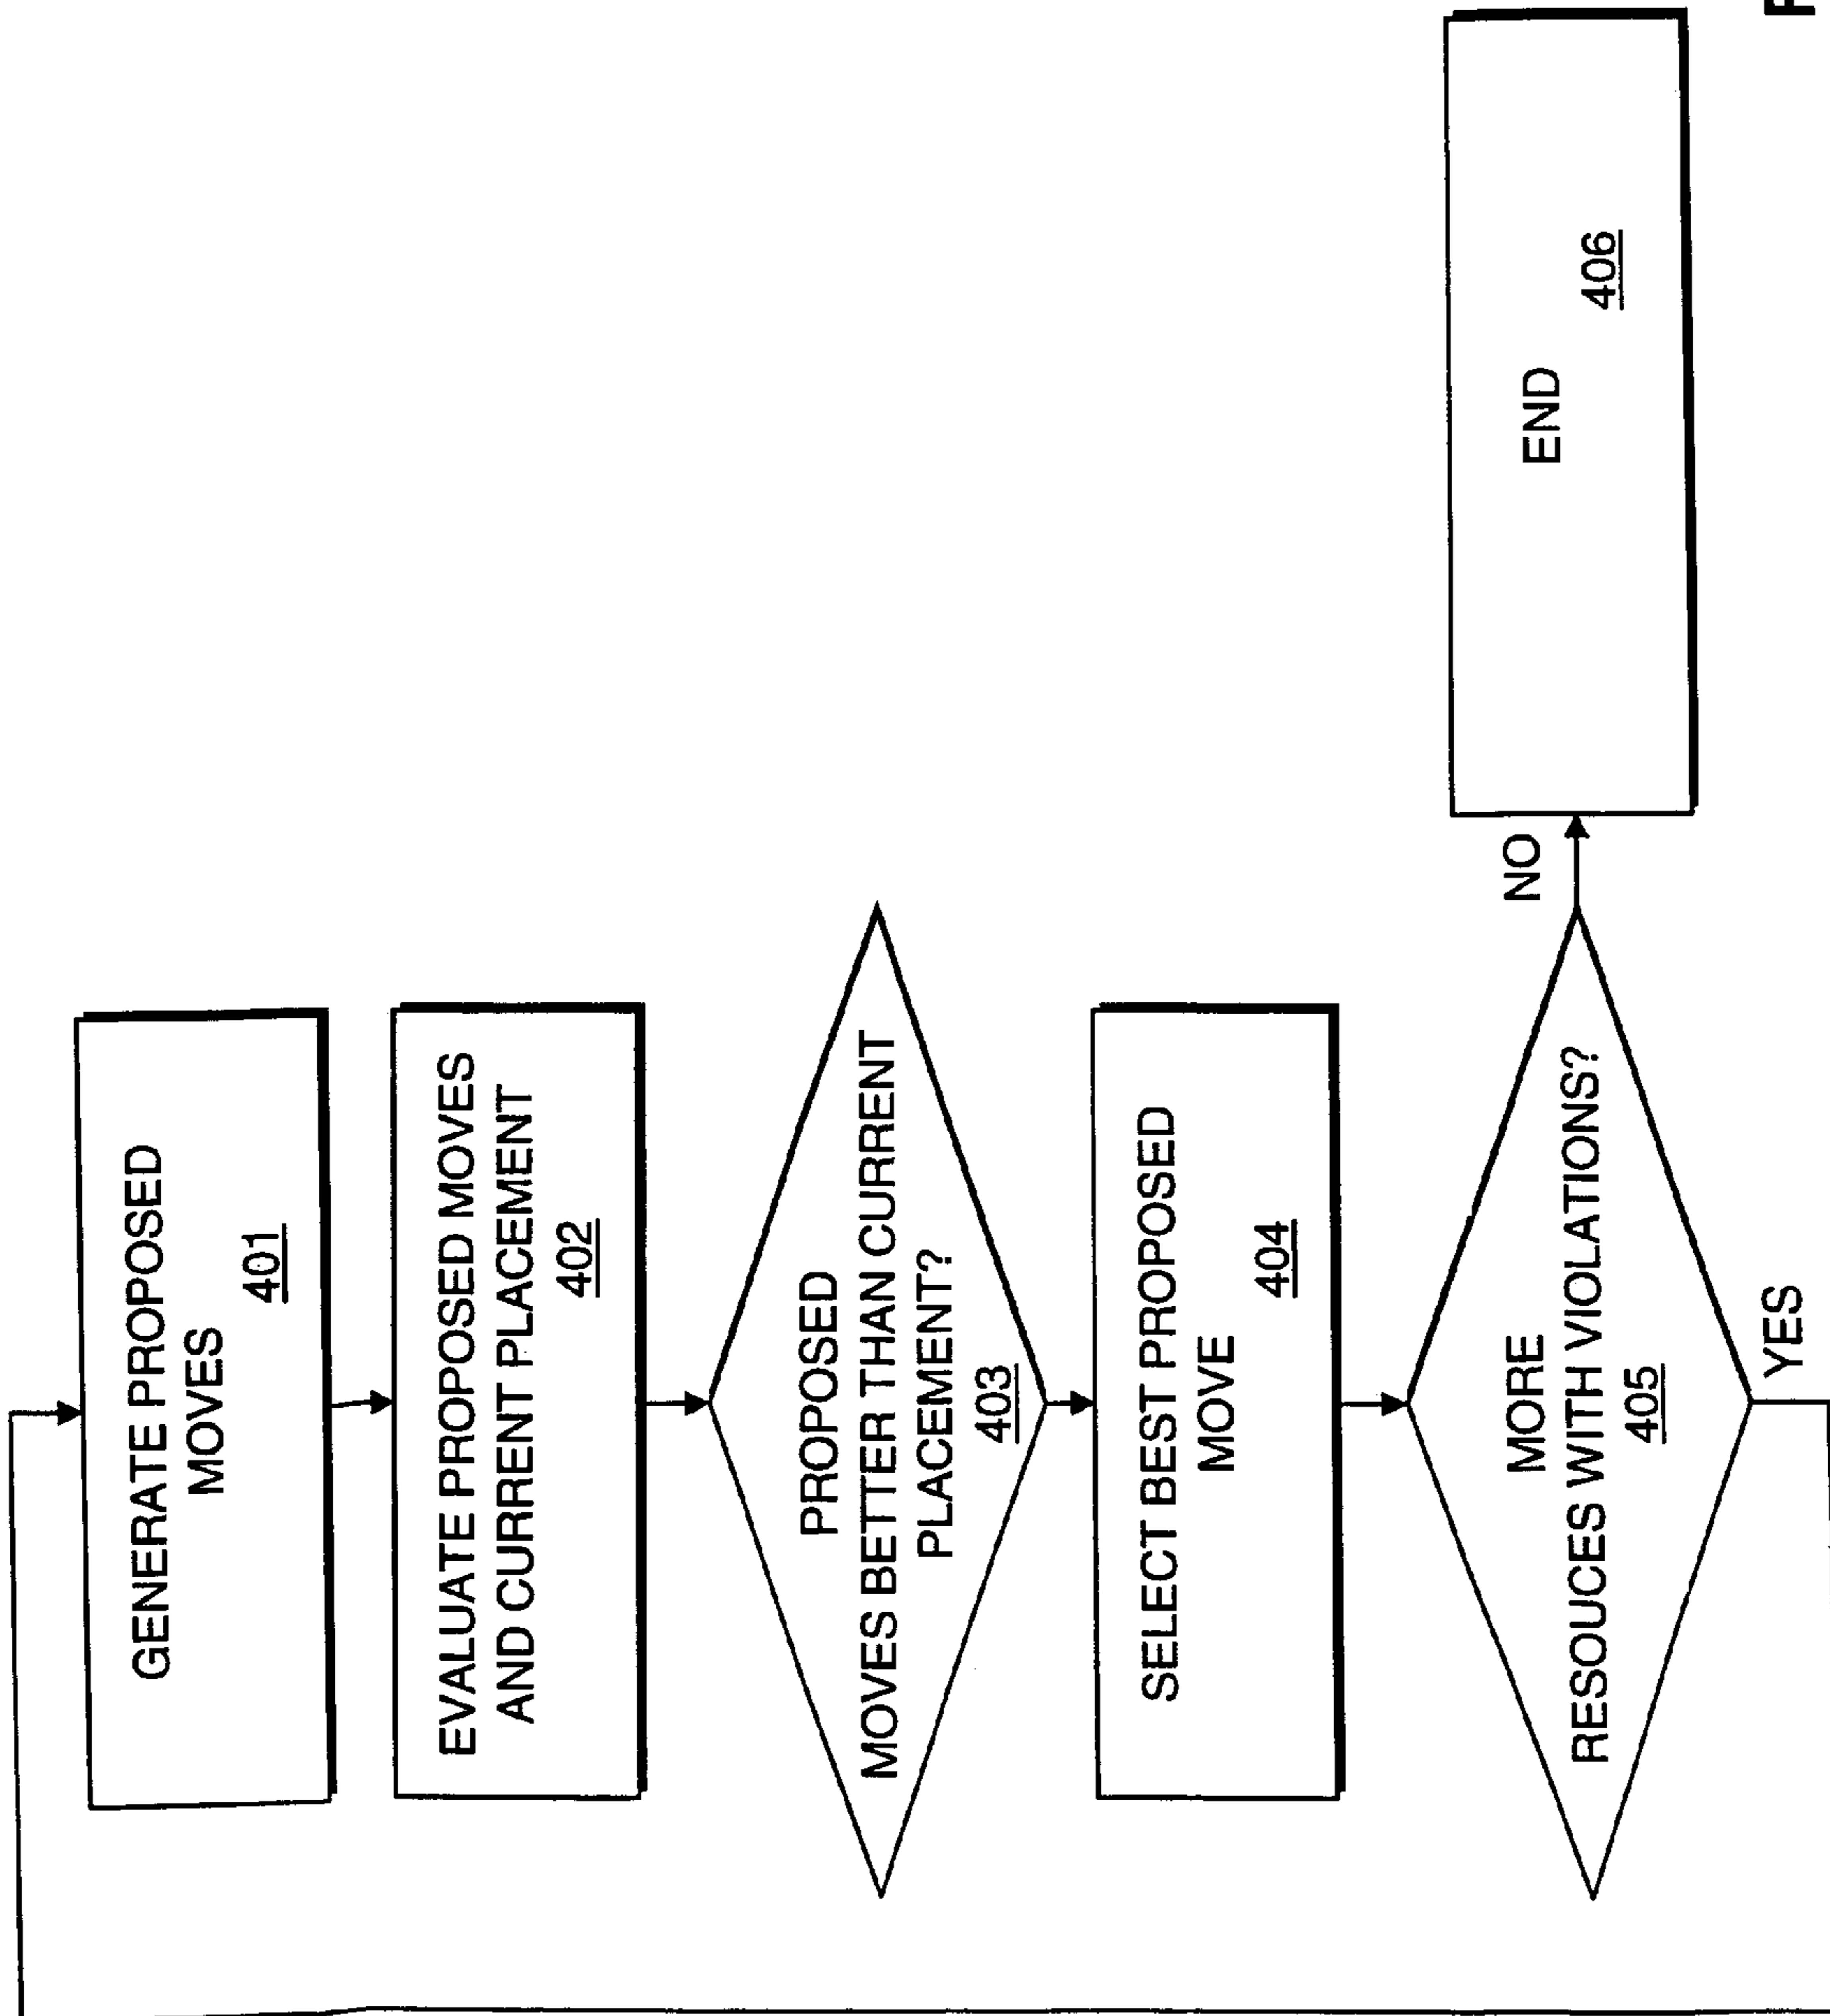 GENERATE PROPOSED
MOVES
401
EVALUATE PROPOSED MOVES
AND CURRENT PLACEMENT
402
PROPOSED
MOVES BETTER THAN CURRENT
PLACEMENT?
403
SELECT BEST PROPOSED
MOVE
404
MORE
RESOUCES WITH VIOLATIONS?
405
YES
NO
END
406